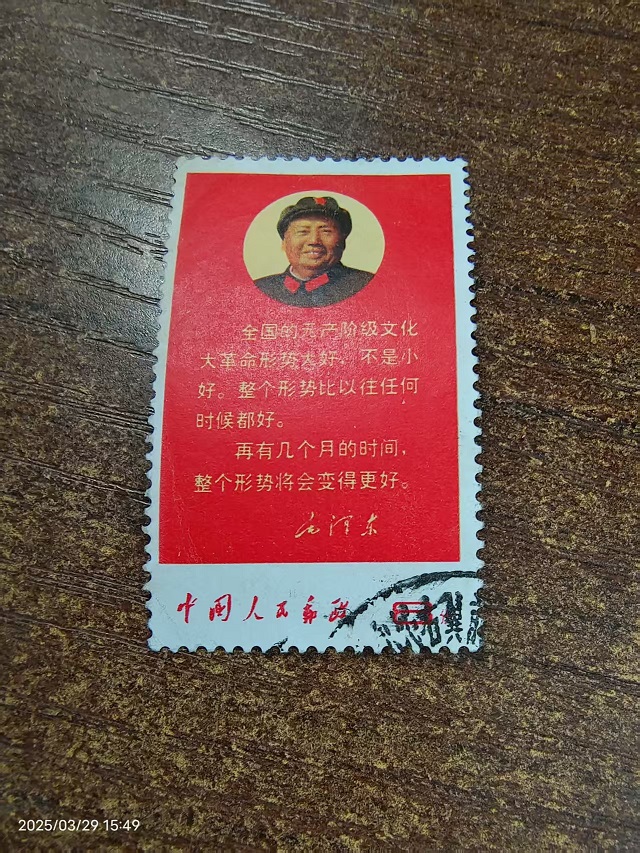 全国的无产阶级文化
大革命形势大好，不是小
好。整个形势比以往任何
时候都好。
再有几个月的时间，
整个形势将会变得更好。
毛泽东
中国人民邮政
2025/03/29 15:49